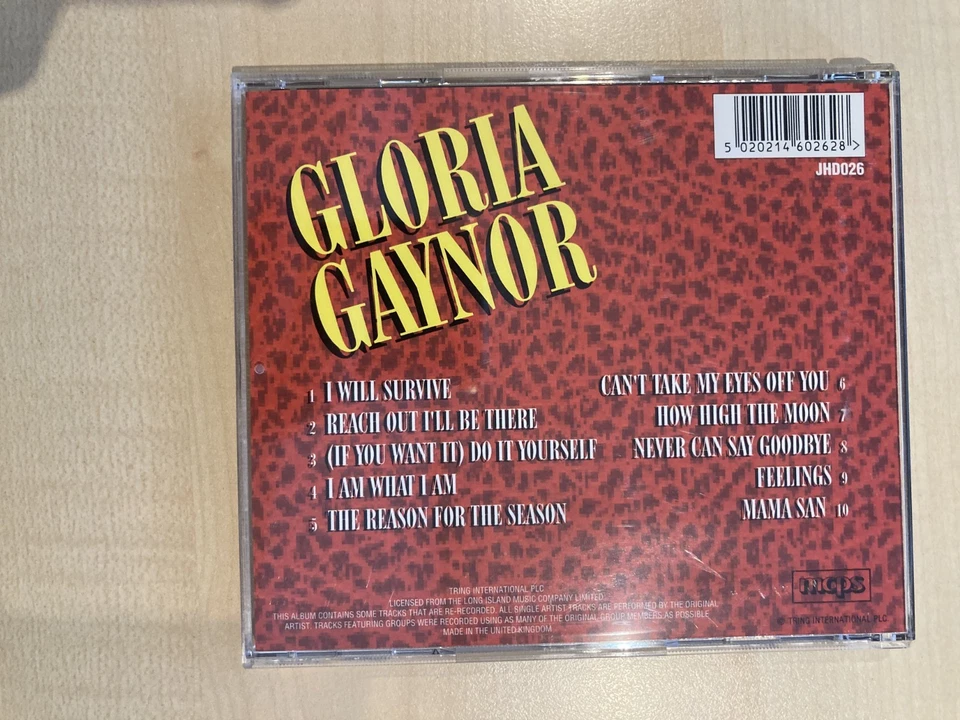 GLORIA
GAYNOR
5 020214 602628 >
JHD026
1 I WILL SURVIVE
2 REACH OUT I'LL BE THERE
3 (IF YOU WANT IT) DO IT YOURSELF
4 I AM WHAT I AM
5 THE REASON FOR THE SEASON
CAN'T TAKE MY EYES OFF YOU 6
HOW HIGH THE MOON 7
NEVER CAN SAY GOODBYE 8
FEELINGS 9
MAMA SAN 10
TRING INTERNATIONAL PLC
LICENSED FROM THE LONG ISLAND MUSIC COMPANY LIMITED.
THIS ALBUM CONTAINS SOME TRACKS THAT ARE RE-RECORDED. ALL SINGLE ARTIST TRACKS ARE PERFORMED BY THE ORIGINAL
ARTIST. TRACKS FEATURING GROUPS WERE RECORDED USING AS MANY OF THE ORIGINAL GROUP MEMBERS AS POSSIBLE
MADE IN THE UNITED KINGDOM
mcps
© TRING INTERNATIONAL PLC